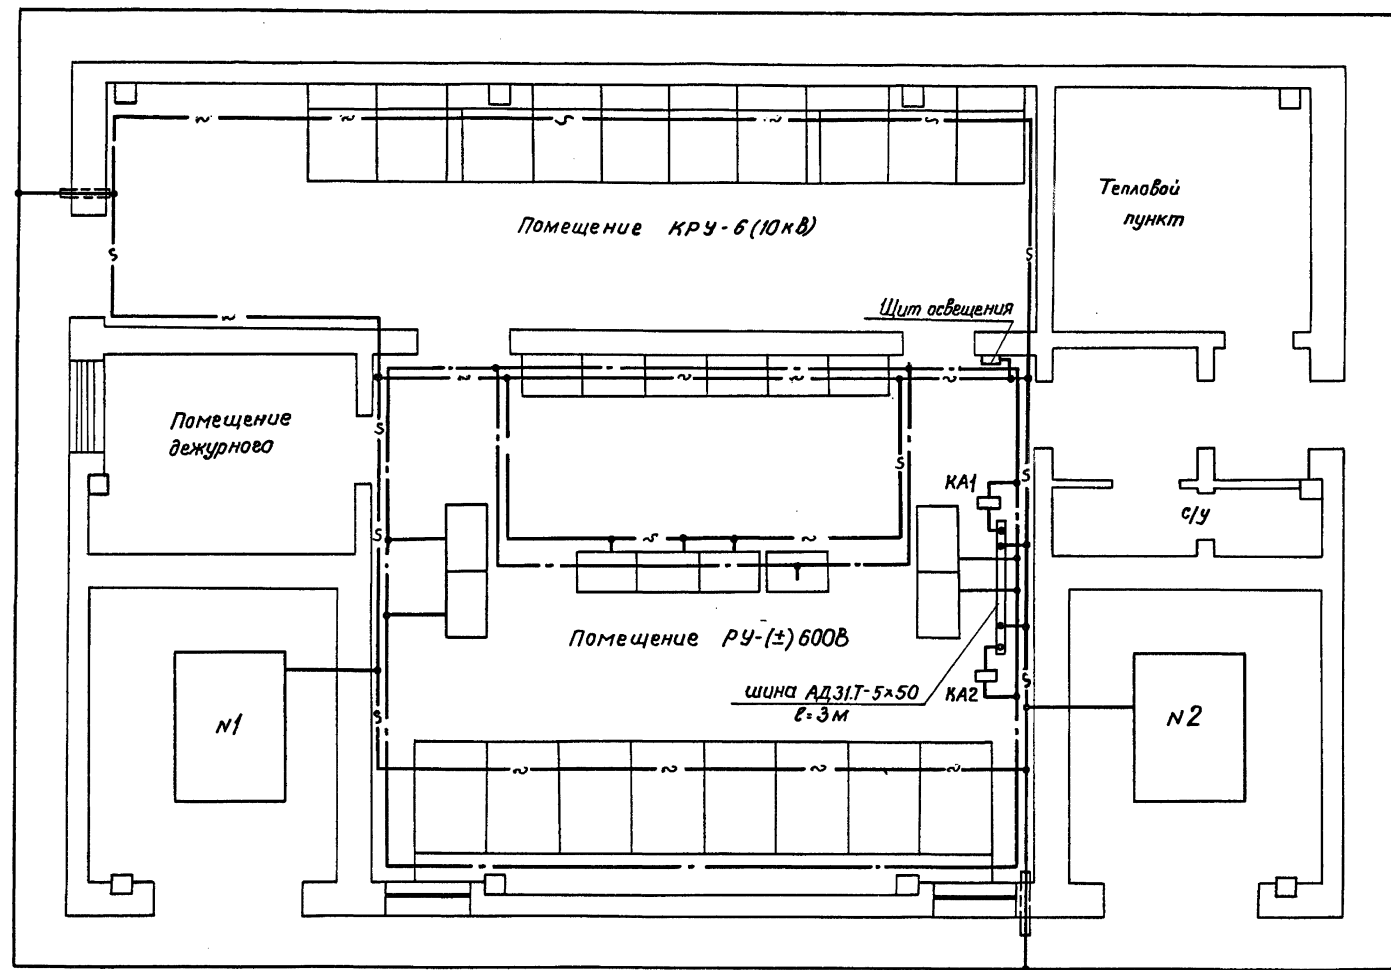 Тепловой
пункт
Помещение КРУ-6(10кВ)
Щит освещения
Помещение
дежурного
КА1
с/у
Помещение РУ-(±)600В
шина АД31.Т-5×50
ℓ=3м
КА2
N1
N2